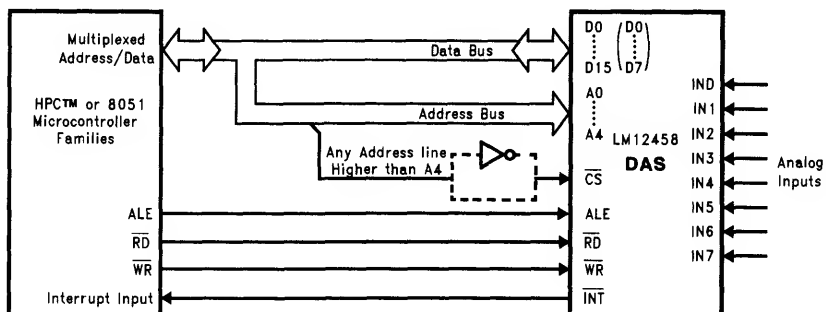 Multiplexed
Address/Data
HPC™ or 8051
Microcontroller
Families
ALE
RD
WR
Interrupt Input
Data Bus
Address Bus
Any Address line
Higher than A4
D0 D0
D15 D7
A0
A4
CS
ALE
RD
WR
INT
LM12458
DAS
IN0
IN1
IN2
IN3
IN4
IN5
IN6
IN7
Analog
Inputs